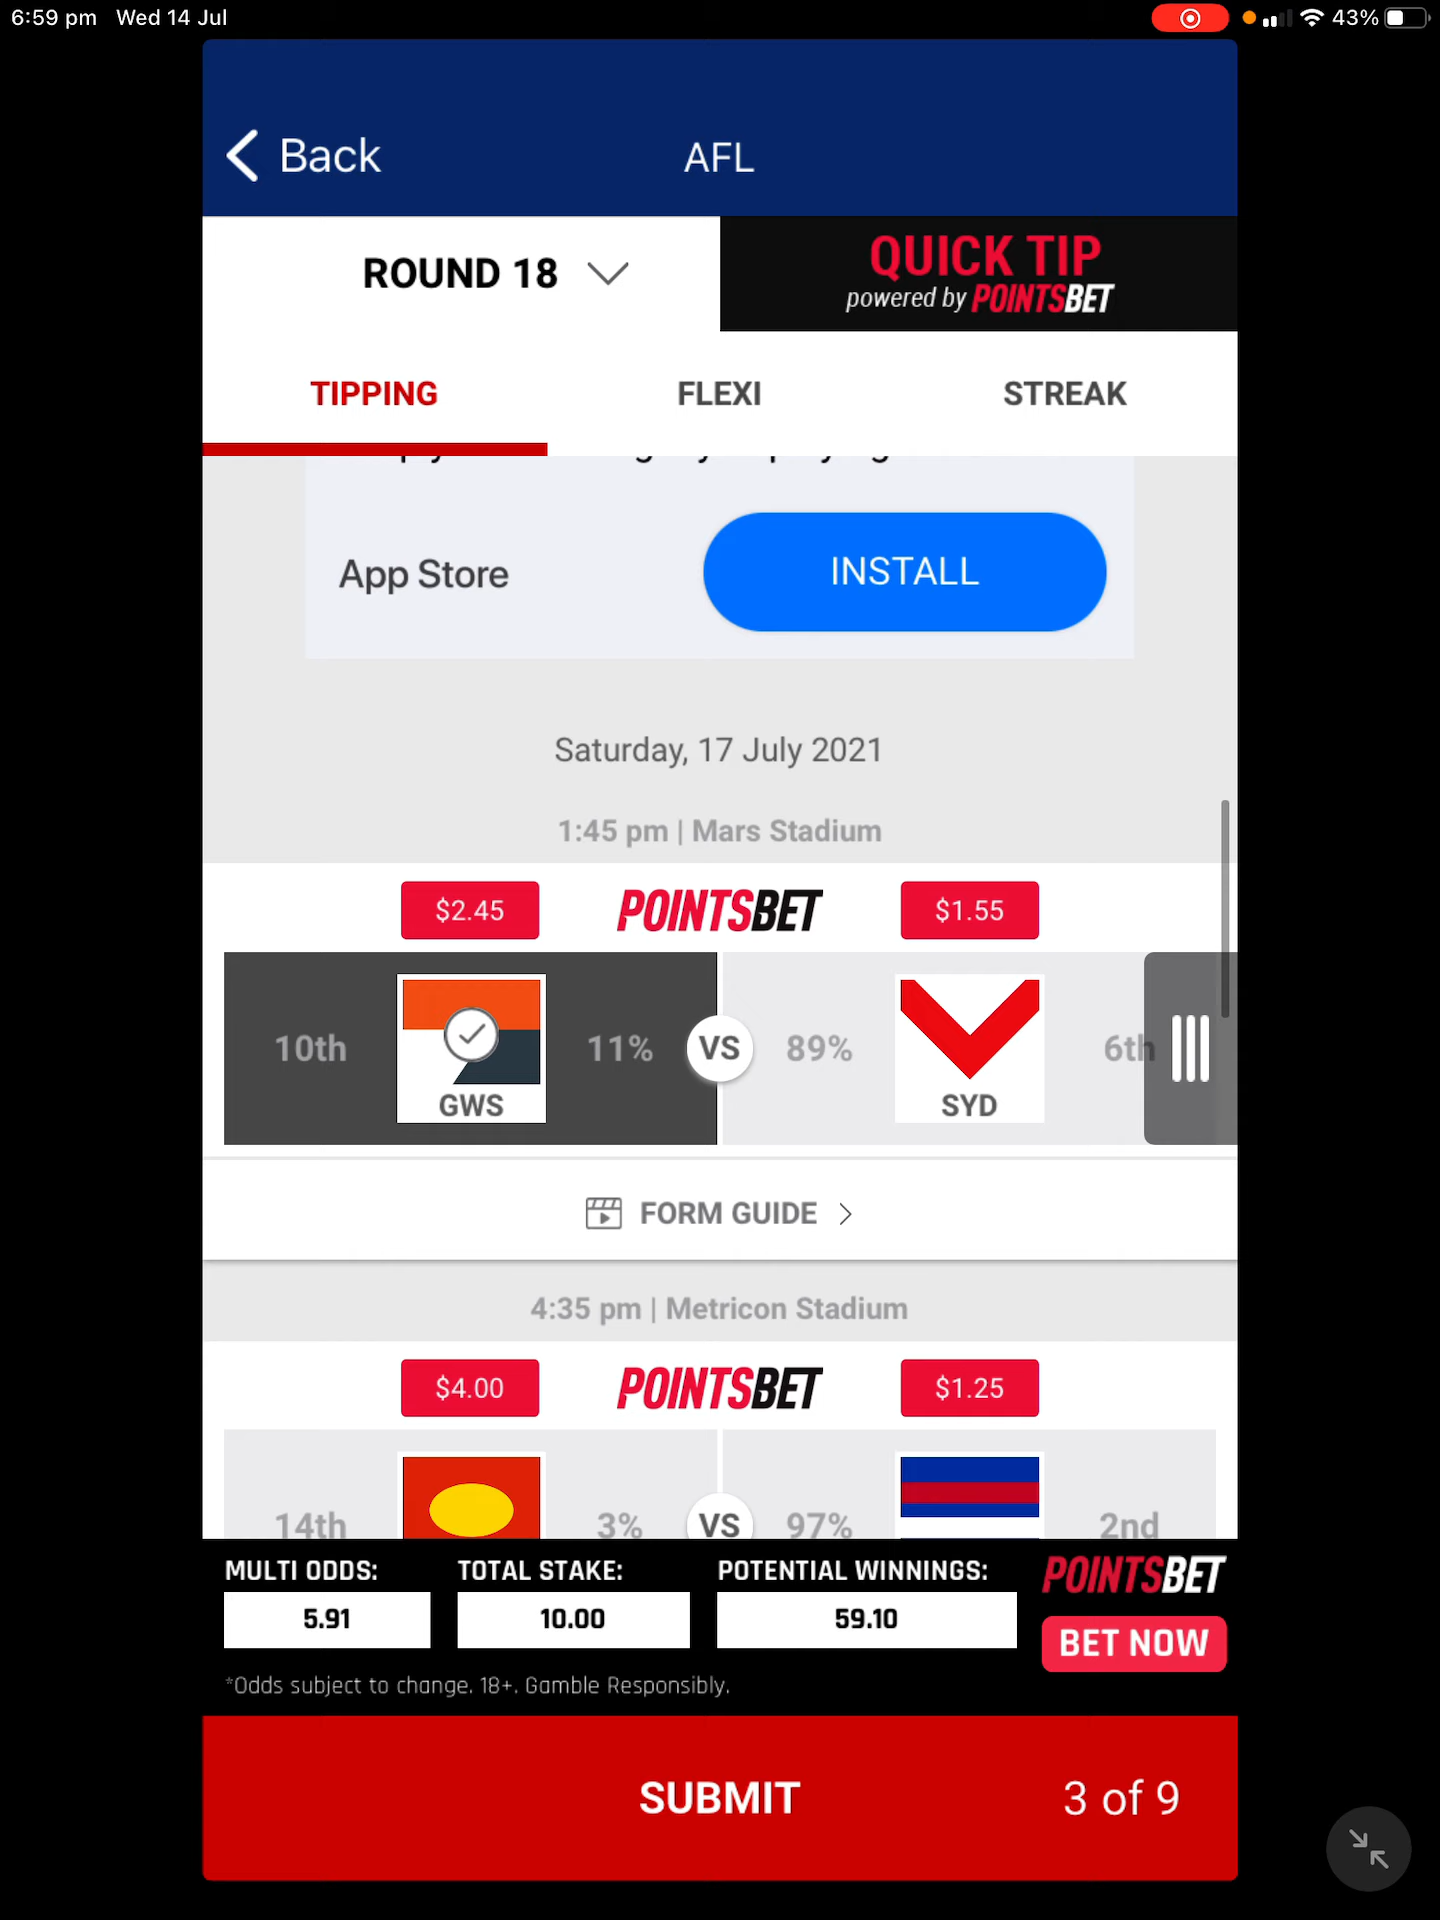 6:59 pm Wed 14 Jul 43%
Back AFL
ROUND 18
QUICK TIP
powered by POINTSBET
TIPPING FLEXI STREAK
App Store INSTALL
Saturday, 17 July 2021
1:45 pm | Mars Stadium
$2.45 POINTSBET $1.55
10th 11% VS 89% 6th
GWS SYD
FORM GUIDE
4:35 pm | Metricon Stadium
$4.00 POINTSBET $1.25
14th 3% VS 97% 2nd
MULTI ODDS: TOTAL STAKE: POTENTIAL WINNINGS: POINTSBET
5.91 10.00 59.10 BET NOW
*Odds subject to change. 18+. Gamble Responsibly.
SUBMIT 3 of 9